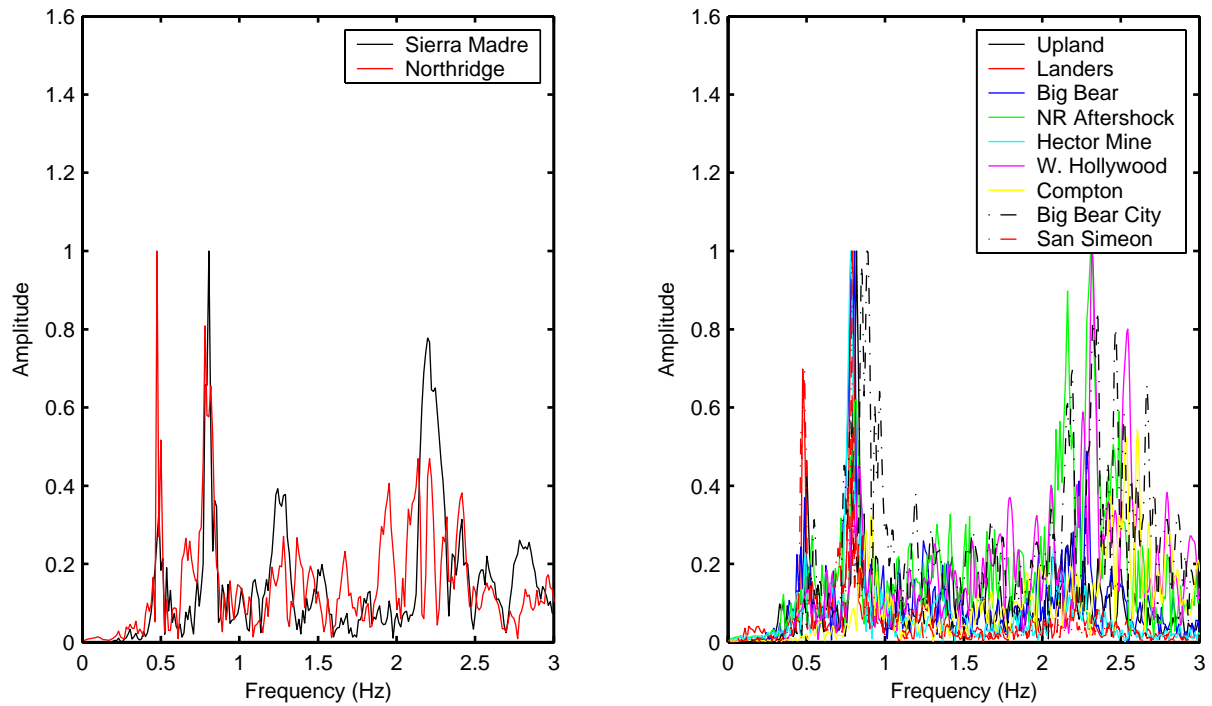 1.6
1.4
1.2
1
0.8
0.6
0.4
0.2
0
Amplitude
0 0.5 1 1.5 2 2.5 3
Frequency (Hz)
Sierra Madre
Northridge
1.6
1.4
1.2
1
0.8
0.6
0.4
0.2
0
Amplitude
0 0.5 1 1.5 2 2.5 3
Frequency (Hz)
Upland
Landers
Big Bear
NR Aftershock
Hector Mine
W. Hollywood
Compton
Big Bear City
San Simeon